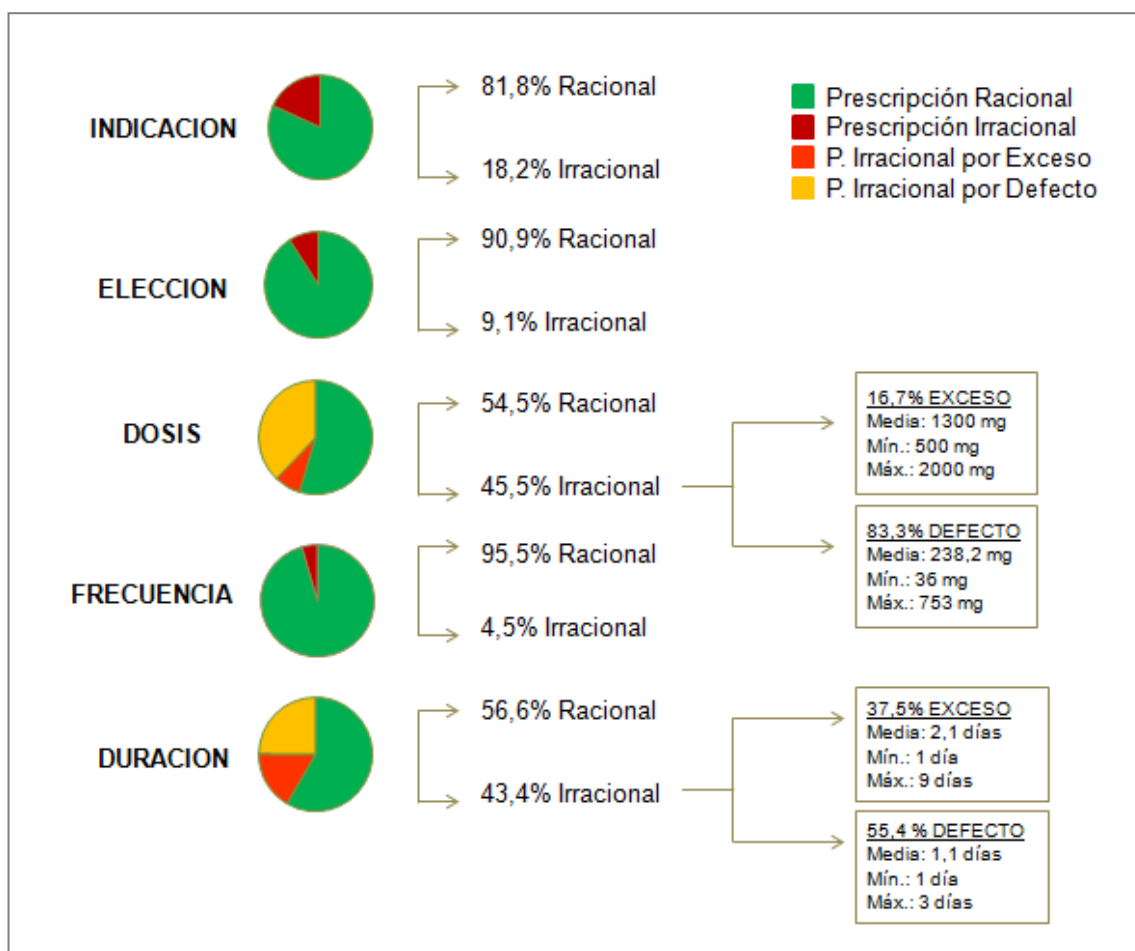 INDICACION
81,8% Racional
18,2% Irracional
Prescripción Racional
Prescripción Irracional
P. Irracional por Exceso
P. Irracional por Defecto
ELECCION
90,9% Racional
9,1% Irracional
DOSIS
54,5% Racional
45,5% Irracional
16,7% EXCESO
Media: 1300 mg
Mín.: 500 mg
Máx.: 2000 mg
83,3% DEFECTO
Media: 238,2 mg
Mín.: 36 mg
Máx.: 753 mg
FRECUENCIA
95,5% Racional
4,5% Irracional
DURACION
56,6% Racional
43,4% Irracional
37,5% EXCESO
Media: 2,1 días
Mín.: 1 día
Máx.: 9 días
55,4 % DEFECTO
Media: 1,1 días
Mín.: 1 día
Máx.: 3 días